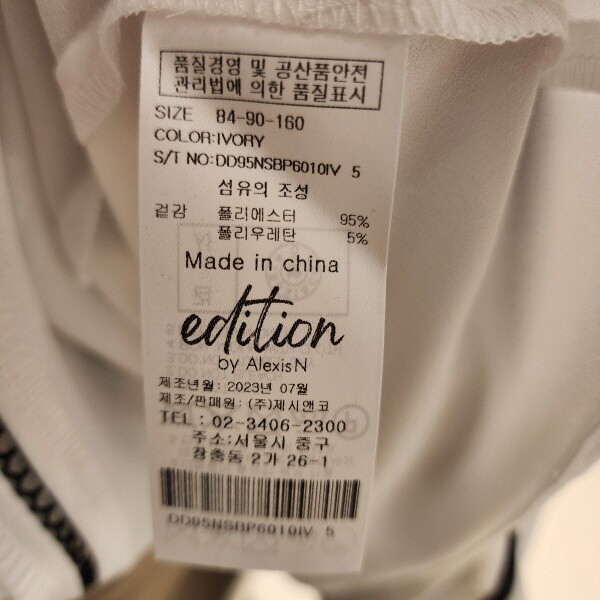 품질경영 및 공산품안전
관리법에 의한 품질표시
SIZE 84-90-160
COLOR:IVORY
S/T NO:DD95NSBP6010IV 5
섬유의 조성
겉감 폴리에스터 95%
폴리우레탄 5%
Made in china
edition
by AlexisN
제조년월: 2023년 07월
제조/판매원: (주)제시앤코
TEL : 02-3406-2300
주소:서울시 중구
장충동 2가 26-1
DD95NSBP6010IV 5